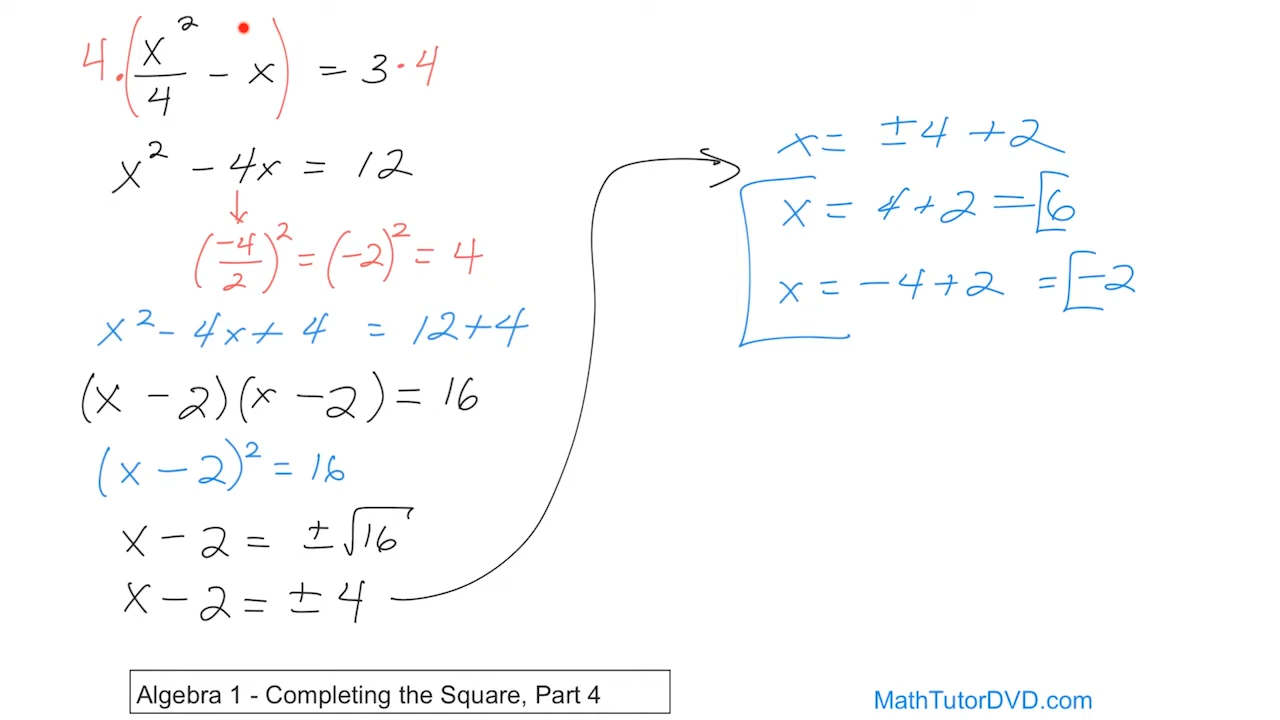 4·(x²/4 - x) = 3·4
x² - 4x = 12
(-4/2)² = (-2)² = 4
x² - 4x + 4 = 12 + 4
(x - 2)(x - 2) = 16
(x - 2)² = 16
x - 2 = ±√16
x - 2 = ± 4
x = ±4 + 2
x = 4 + 2 = 6
x = -4 + 2 = -2
Algebra 1 - Completing the Square, Part 4
MathTutorDVD.com